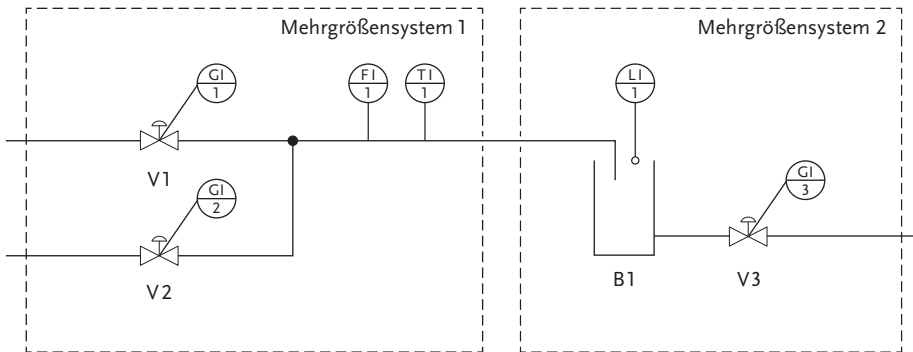 Mehrgrößensystem 1
Mehrgrößensystem 2
GI
1
FI
1
TI
1
LI
1
V1
GI
2
GI
3
V2
B1
V3